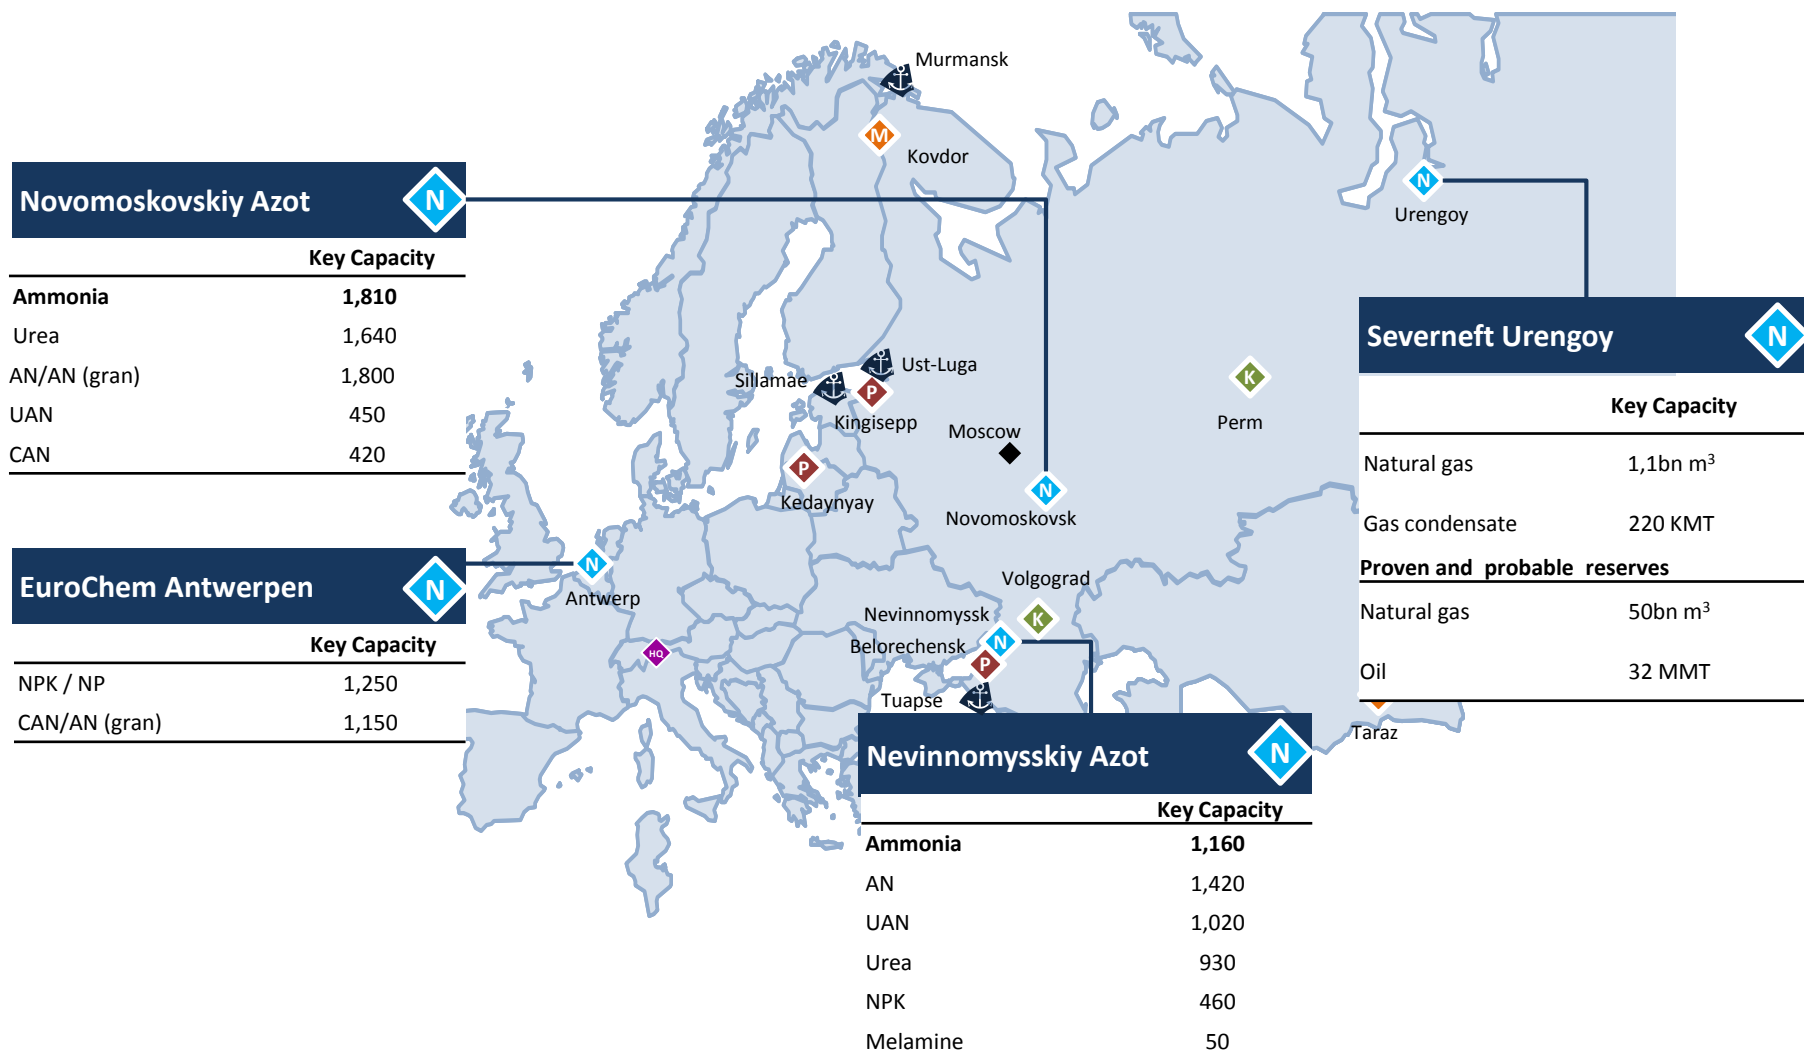 Murmansk
M
Kovdor
N
Urengoy
Novomoskovskiy Azot N
Key Capacity
Ammonia 1,810
Urea 1,640
AN/AN (gran) 1,800
UAN 450
CAN 420
Ust-Luga
Sillamae
P
Kingisepp
Moscow
K
Perm
P
Kedaynyay
N
Novomoskovsk
Severneft Urengoy N
Key Capacity
Natural gas 1,1bn m³
Gas condensate 220 KMT
Proven and probable reserves
Natural gas 50bn m³
Oil 32 MMT
Taraz
EuroChem Antwerpen N
Key Capacity
NPK / NP 1,250
CAN/AN (gran) 1,150
N
Antwerp
HQ
Volgograd
K
Nevinnomyssk N
Belorechensk P
Tuapse
Nevinnomysskiy Azot N
Key Capacity
Ammonia 1,160
AN 1,420
UAN 1,020
Urea 930
NPK 460
Melamine 50